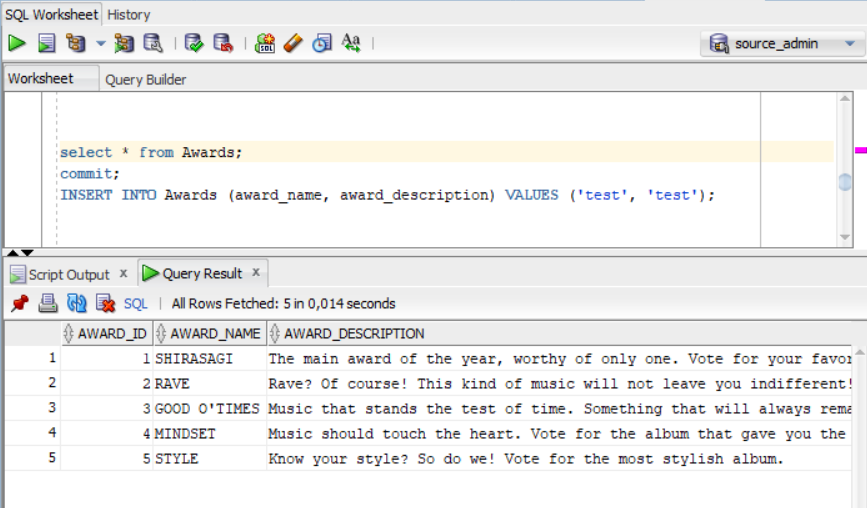 SQL Worksheet History
source_admin
Worksheet Query Builder
select * from Awards;
commit;
INSERT INTO Awards (award_name, award_description) VALUES ('test', 'test');
Script Output x Query Result x
SQL | All Rows Fetched: 5 in 0,014 seconds
AWARD_ID AWARD_NAME AWARD_DESCRIPTION
1 1 SHIRASAGI The main award of the year, worthy of only one. Vote for your favor
2 2 RAVE Rave? Of course! This kind of music will not leave you indifferent!
3 3 GOOD O'TIMES Music that stands the test of time. Something that will always rema
4 4 MINDSET Music should touch the heart. Vote for the album that gave you the
5 5 STYLE Know your style? So do we! Vote for the most stylish album.